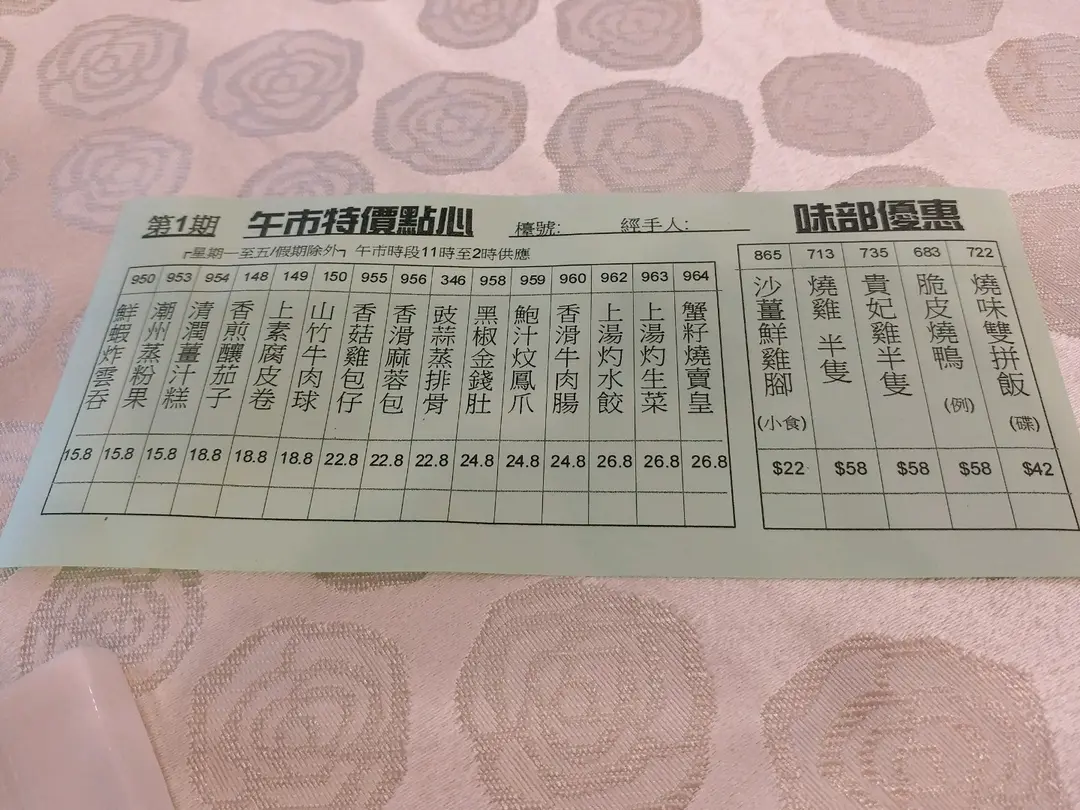 第1期 午市特價點心 檯號: 經手人:
「星期一至五/假期除外」 午市時段11時至2時供應
950 953 954 148 149 150 955 956 346 958 959 960 962 963 964
鮮蝦炸雲吞
潮州蒸粉果
清潤薑汁糕
香煎釀茄子
上素腐皮卷
山竹牛肉球
香菇雞包仔
香滑麻蓉包
豉蒜蒸排骨
黑椒金錢肚
鮑汁炆鳳爪
香滑牛肉腸
上湯灼水餃
上湯灼生菜
蟹籽燒賣皇
15.8 15.8 15.8 18.8 18.8 18.8 22.8 22.8 22.8 24.8 24.8 24.8 26.8 26.8 26.8
味部優惠
865 713 735 683 722
沙薑鮮雞腳 (小食)
燒雞 半隻
貴妃雞半隻
脆皮燒鴨 (例)
燒味雙拼飯 (碟)
$22 $58 $58 $58 $42